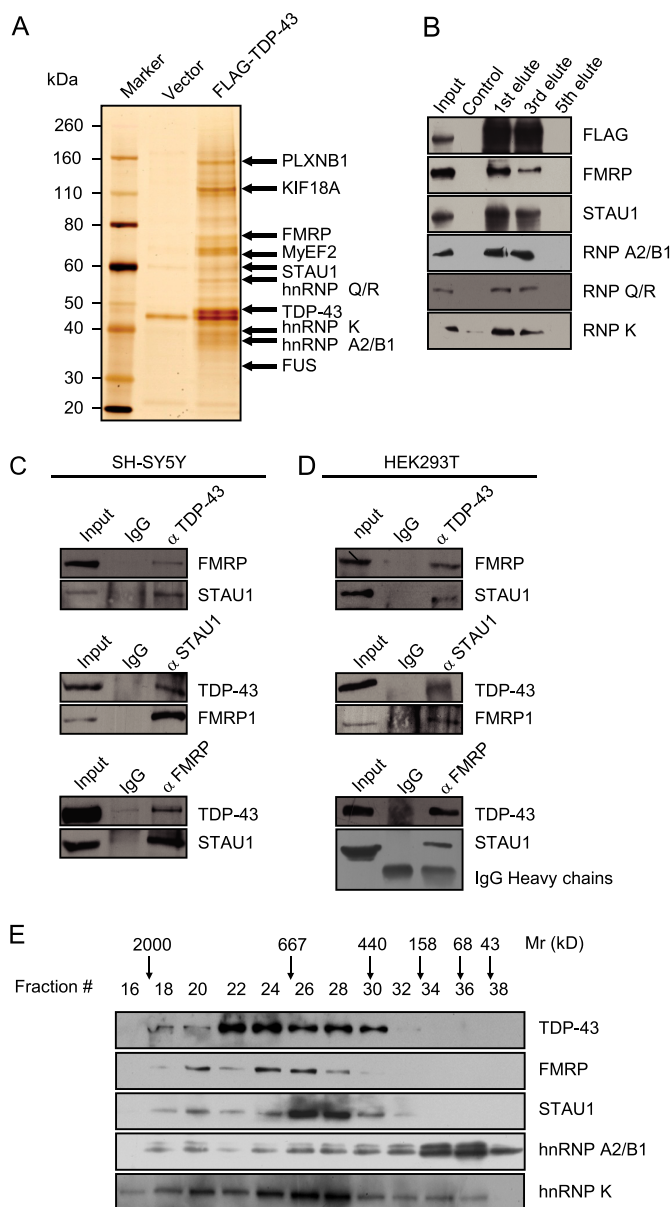 A
kDa
Marker
Vector
FLAG-TDP-43
260
160
110
80
60
50
40
30
20
PLXNB1
KIF18A
FMRP
MyEF2
STAU1
hnRNP Q/R
TDP-43
hnRNP K
hnRNP A2/B1
FUS
B
Input
Control
1st elute
3rd elute
5th elute
FLAG
FMRP
STAU1
RNP A2/B1
RNP Q/R
RNP K
C
SH-SY5Y
Input
IgG
α TDP-43
FMRP
STAU1
Input
IgG
α STAU1
TDP-43
FMRP1
Input
IgG
α FMRP
TDP-43
STAU1
D
HEK293T
nput
IgG
α TDP-43
FMRP
STAU1
Input
IgG
α STAU1
TDP-43
FMRP1
Input
IgG
α FMRP
TDP-43
STAU1
IgG Heavy chains
E
2000 667 440 158 68 43 Mr (kD)
Fraction # 16 18 20 22 24 26 28 30 32 34 36 38
TDP-43
FMRP
STAU1
hnRNP A2/B1
hnRNP K